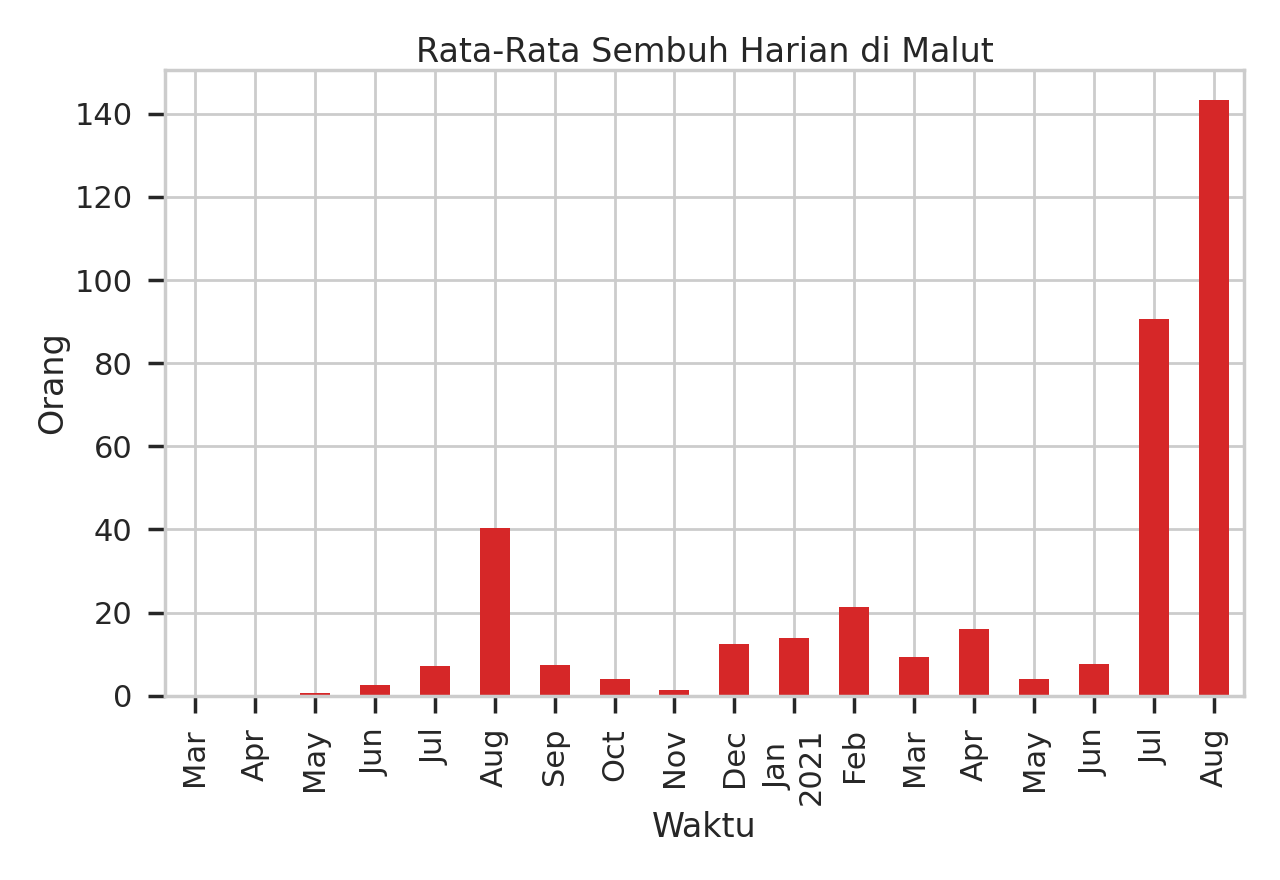 Rata-Rata Sembuh Harian di Malut
140
120
100
80
60
40
20
0
Orang
Mar
Apr
May
Jun
Jul
Aug
Sep
Oct
Nov
Dec
Jan
2021
Feb
Mar
Apr
May
Jun
Jul
Aug
Waktu